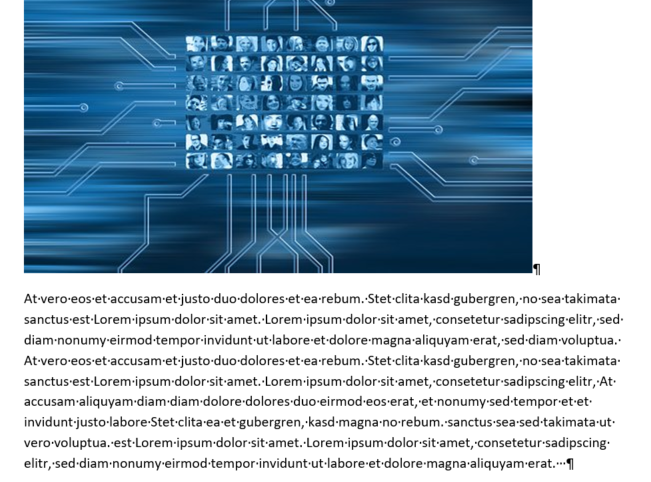 ¶
At·vero·eos·et·accusam·et·justo·duo·dolores·et·ea·rebum.·Stet·clita·kasd·gubergren,·no·sea·takimata·
sanctus·est·Lorem·ipsum·dolor·sit·amet.·Lorem·ipsum·dolor·sit·amet,·consetetur·sadipscing·elitr,·sed·
diam·nonumy·eirmod·tempor·invidunt·ut·labore·et·dolore·magna·aliquyam·erat,·sed·diam·voluptua.·
At·vero·eos·et·accusam·et·justo·duo·dolores·et·ea·rebum.·Stet·clita·kasd·gubergren,·no·sea·takimata·
sanctus·est·Lorem·ipsum·dolor·sit·amet.·Lorem·ipsum·dolor·sit·amet,·consetetur·sadipscing·elitr,·At·
accusam·aliquyam·diam·diam·dolore·dolores·duo·eirmod·eos·erat,·et·nonumy·sed·tempor·et·et·
invidunt·justo·labore·Stet·clita·ea·et·gubergren,·kasd·magna·no·rebum.·sanctus·sea·sed·takimata·ut·
vero·voluptua.·est·Lorem·ipsum·dolor·sit·amet.·Lorem·ipsum·dolor·sit·amet,·consetetur·sadipscing·
elitr,·sed·diam·nonumy·eirmod·tempor·invidunt·ut·labore·et·dolore·magna·aliquyam·erat.···¶